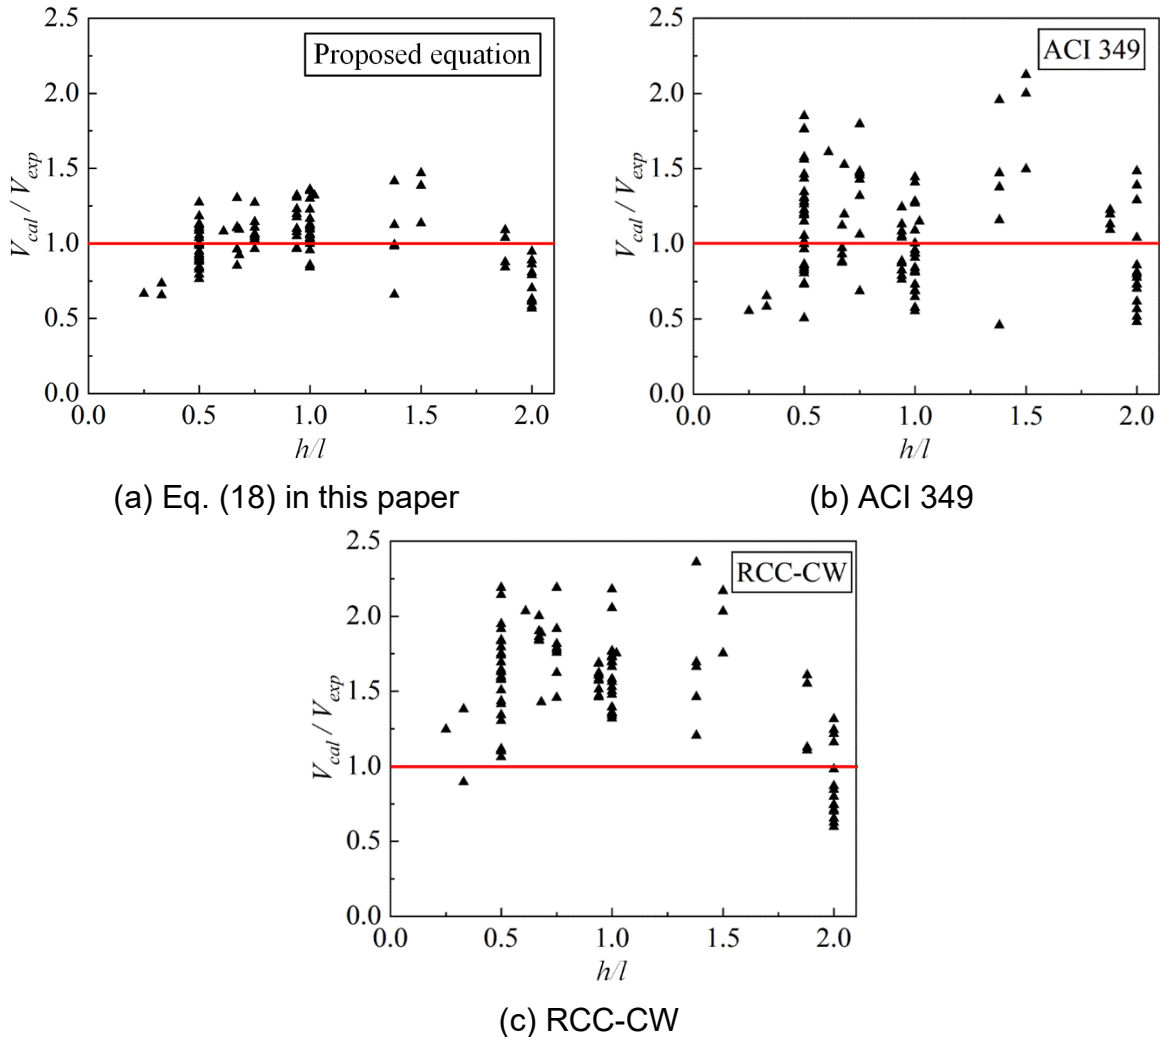 2.5
2.0
1.5
1.0
0.5
0.0
V_cal / V_exp
Proposed equation
0.0 0.5 1.0 1.5 2.0
h/l
(a) Eq. (18) in this paper
2.5
2.0
1.5
1.0
0.5
0.0
V_cal / V_exp
ACI 349
0.0 0.5 1.0 1.5 2.0
h/l
(b) ACI 349
2.5
2.0
1.5
1.0
0.5
0.0
V_cal / V_exp
RCC-CW
0.0 0.5 1.0 1.5 2.0
h/l
(c) RCC-CW